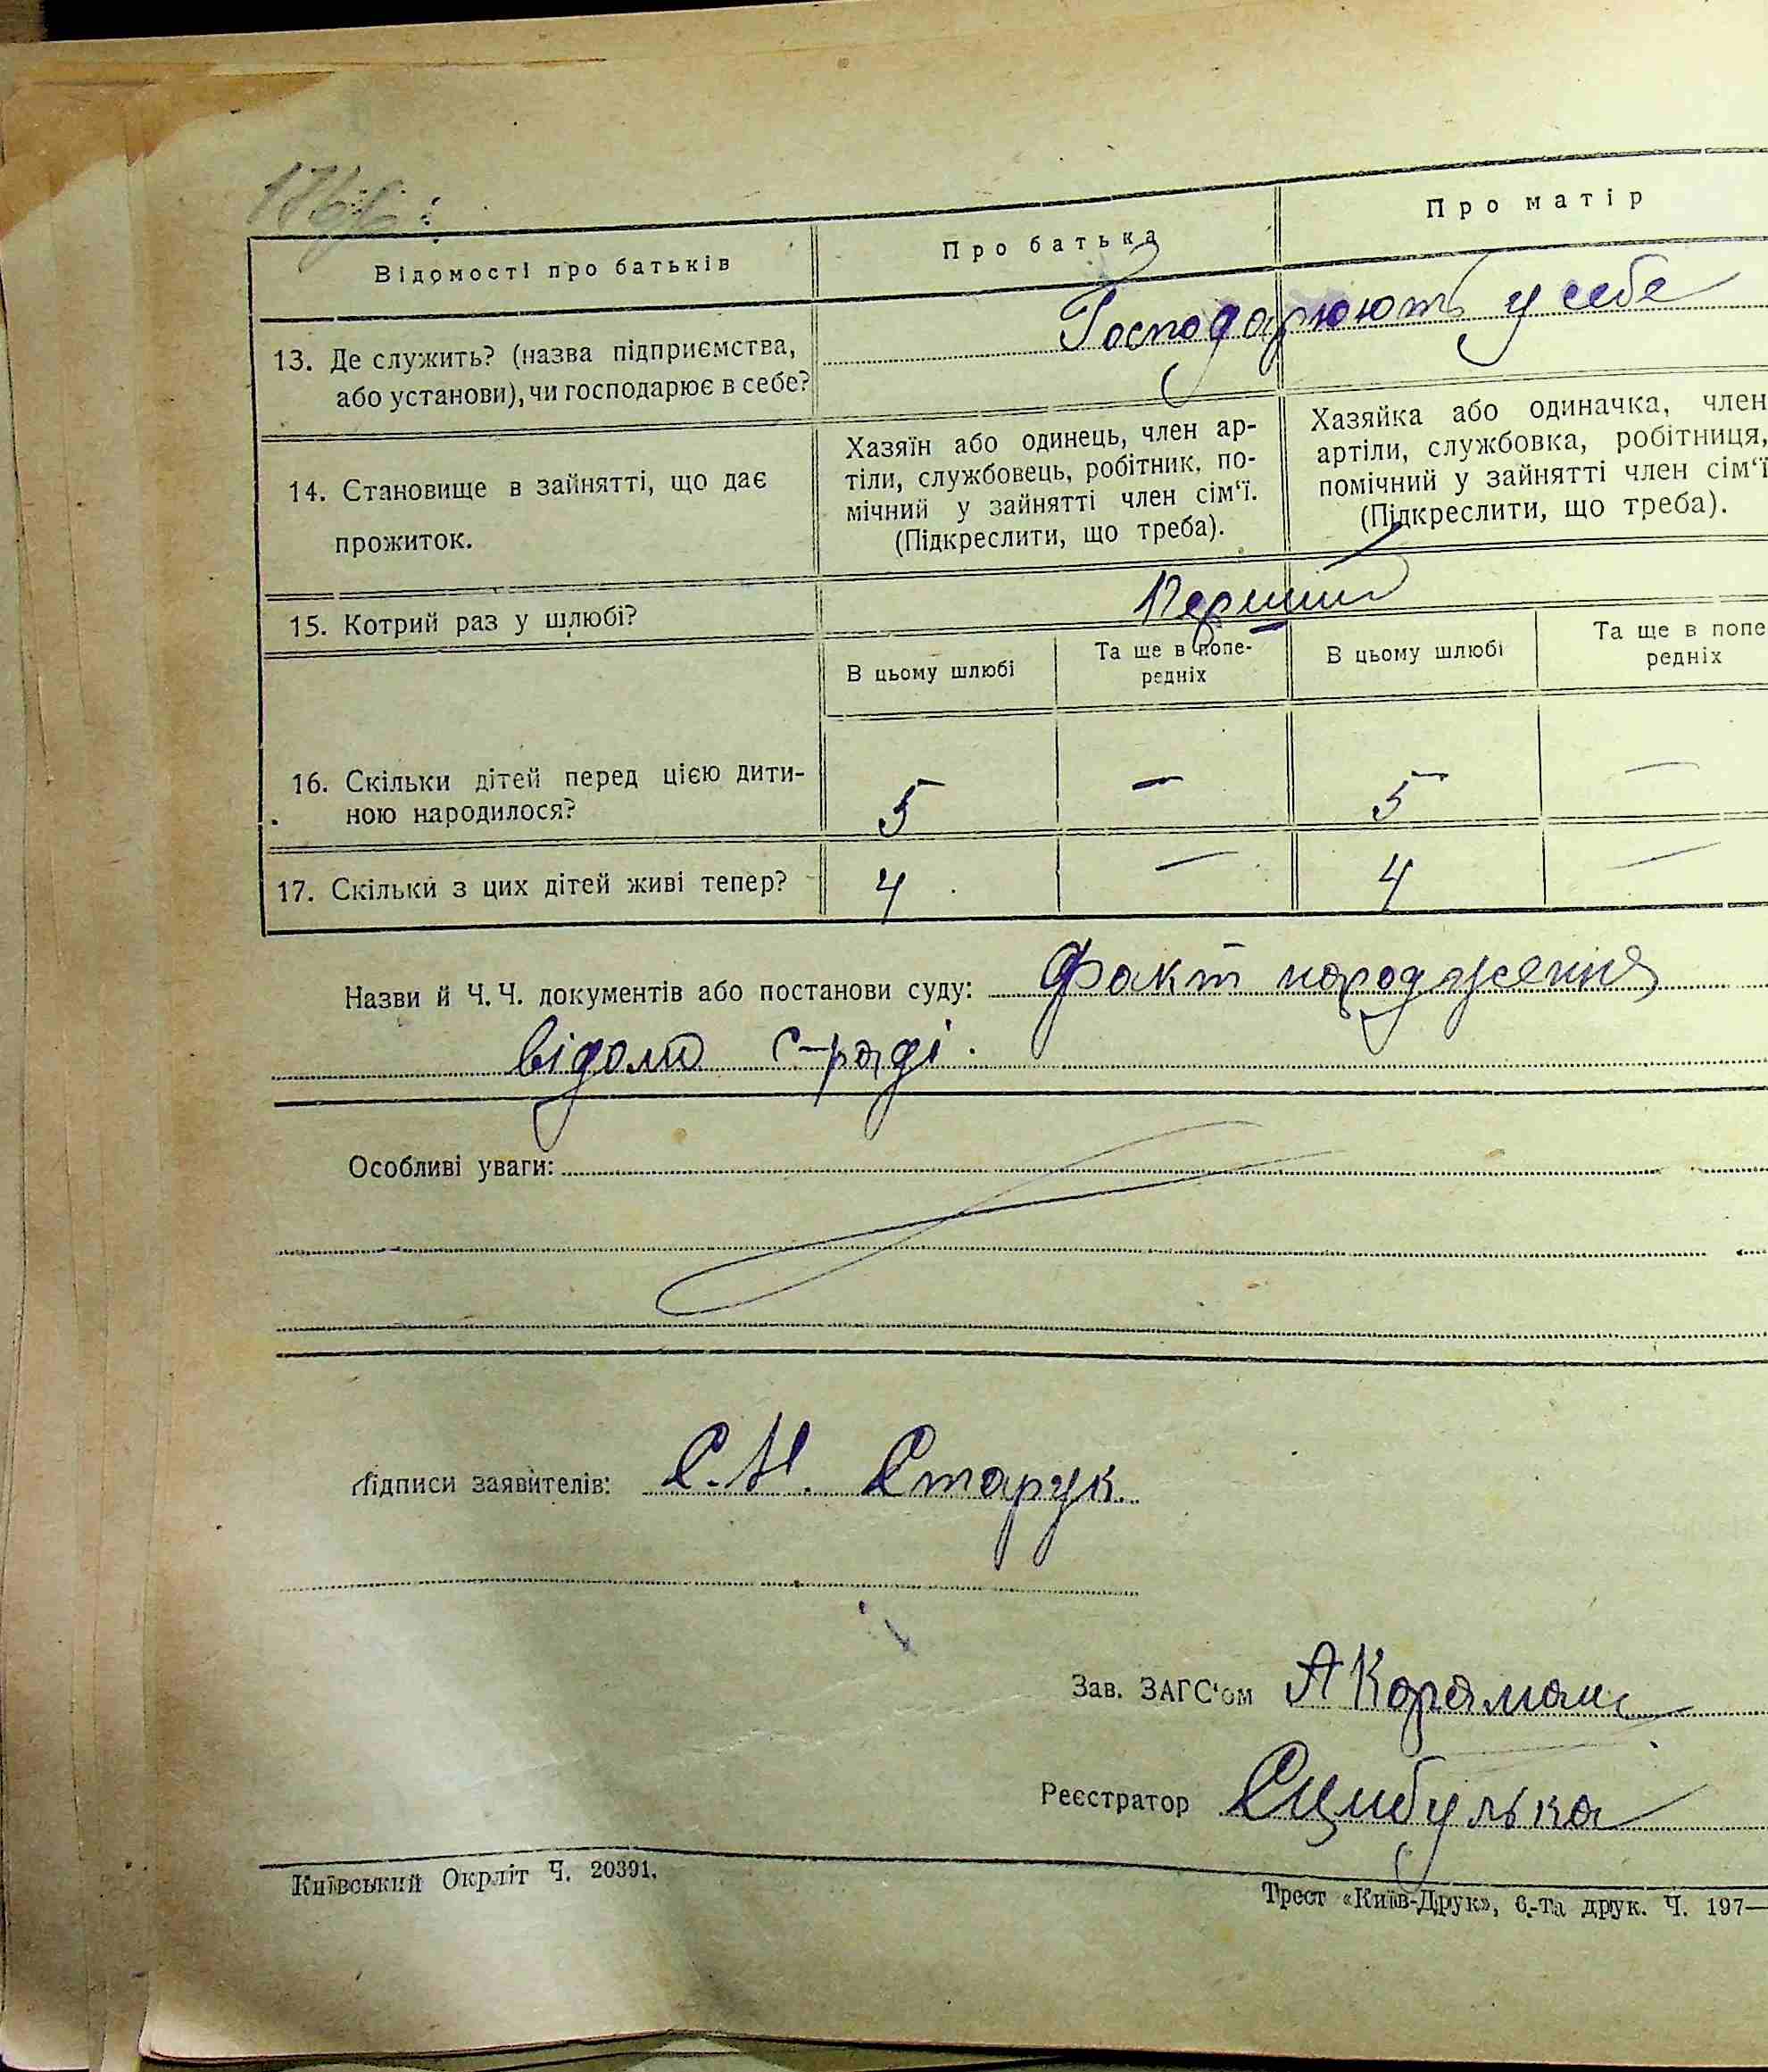 Відомості про батьків Про батька Про матір
13. Де служить? (назва підприємства, Господарюють у себе
або установи), чи господарює в себе?
14. Становище в зайнятті, що дає
прожиток.
Хазяїн або одинець, член ар-
тіли, службовець, робітник, по-
мічний у зайнятті член сім‘ї.
(Підкреслити, що треба).
Хазяйка або одиначка, член
артіли, службовка, робітниця,
помічний у зайнятті член сім‘ї
(Підкреслити, що треба).
15. Котрий раз у шлюбі? Перший
В цьому шлюбі
Та ще в попе-
редніх
В цьому шлюбі
Та ще в попе
редніх
16. Скільки дітей перед цією дити-
ною народилося? 5 — 5 —
17. Скільки з цих дітей живі тепер? 4 — 4 —
Назви й Ч. Ч. документів або постанови суду: Факт народження
відомо с-раді.
Особливі уваги:
Підписи заявителів: С. Н. Старук
Зав. ЗАГС‘ом А Караман
Реєстратор Сцибулька
Київський Окрліт Ч. 20391.
Трест «Київ-Друк», 6-та друк. Ч. 197—